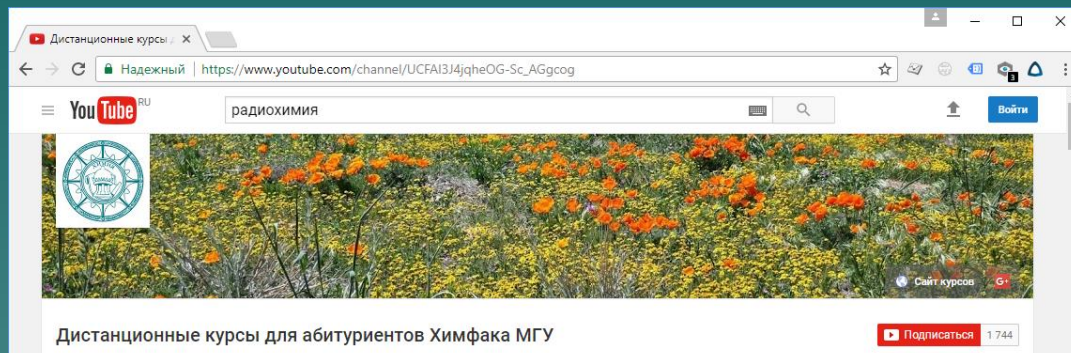 Дистанционные курсы
Надежный | https://www.youtube.com/channel/UCFAI3J4jqheOG-Sc_AGgcog
3
YouTube RU
радиохимия
Войти
Сайт курсов G+
Дистанционные курсы для абитуриентов Химфака МГУ
Подписаться 1 744